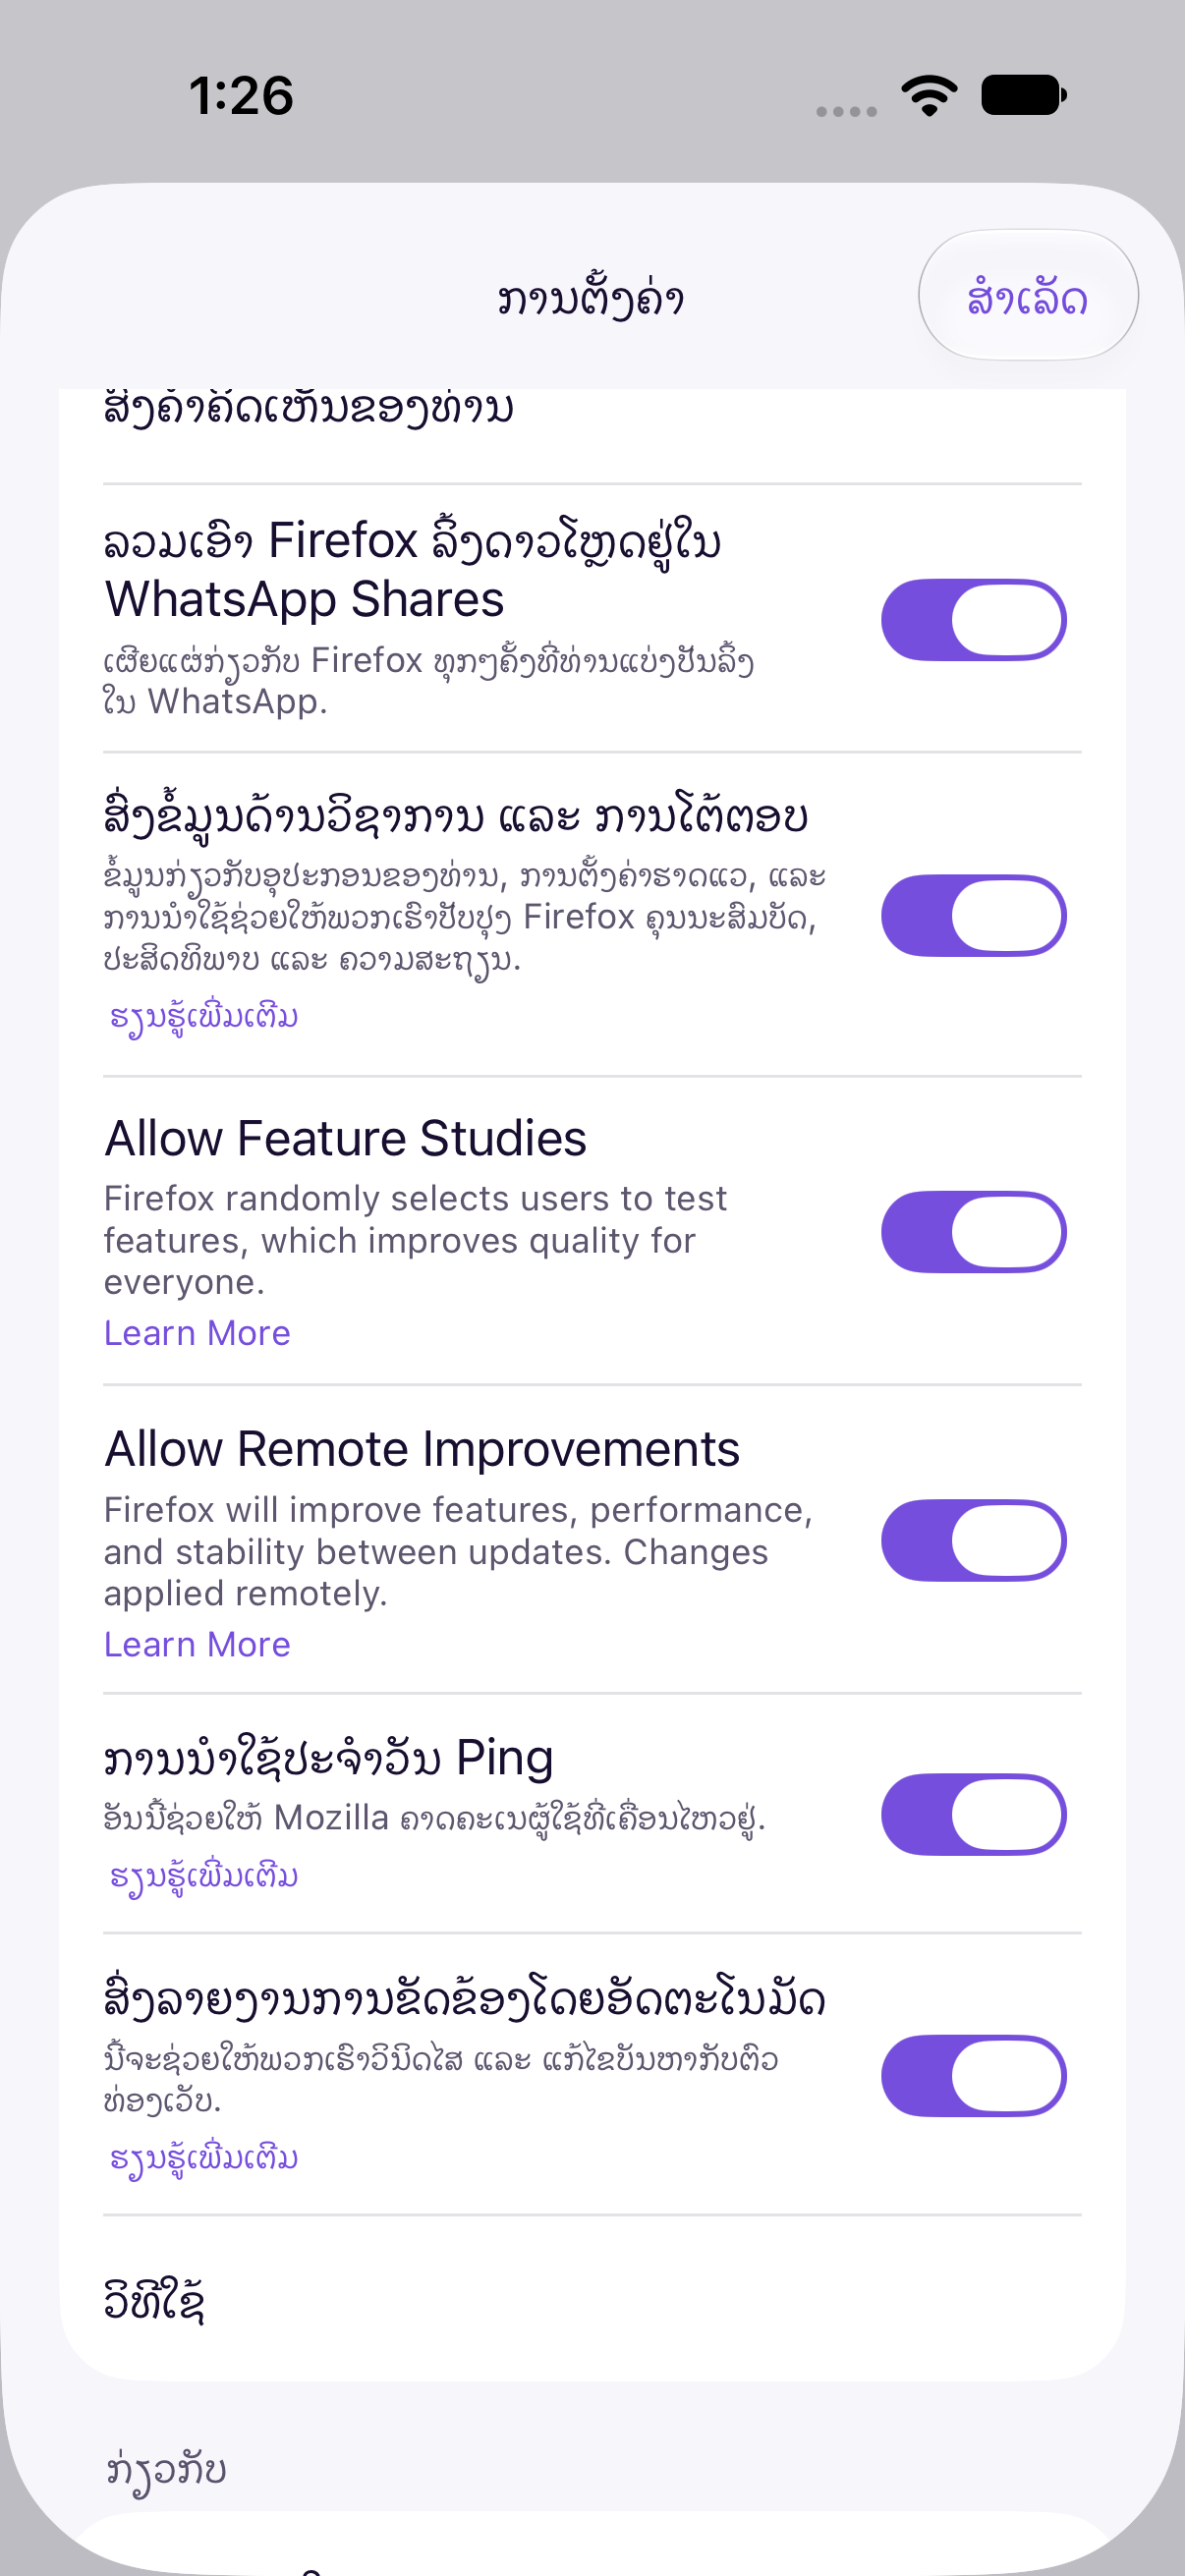 1:26
ການຕັ້ງຄ່າ
ສຳເລັດ
ສົ່ງຄຳຄິດເຫັນຂອງທ່ານ
ລວມເອົາ Firefox ລິ້ງດາວໂຫຼດຢູ່ໃນ
WhatsApp Shares
ເຜີຍແຜ່ກ່ຽວກັບ Firefox ທຸກໆຄັ້ງທີ່ທ່ານແບ່ງປັນລິ້ງ
ໃນ WhatsApp.
ສົ່ງຂໍ້ມູນດ້ານວິຊາການ ແລະ ການໂຕ້ຕອບ
ຂໍ້ມູນກ່ຽວກັບອຸປະກອນຂອງທ່ານ, ການຕັ້ງຄ່າຮາດແວ, ແລະ
ການນຳໃຊ້ຊ່ວຍໃຫ້ພວກເຮົາປັບປຸງ Firefox ຄຸນນະສົມບັດ,
ປະສິດທິພາບ ແລະ ຄວາມສະຖຽນ.
ຮຽນຮູ້ເພີ່ມເຕີມ
Allow Feature Studies
Firefox randomly selects users to test
features, which improves quality for
everyone.
Learn More
Allow Remote Improvements
Firefox will improve features, performance,
and stability between updates. Changes
applied remotely.
Learn More
ການນຳໃຊ້ປະຈຳວັນ Ping
ອັນນີ້ຊ່ວຍໃຫ້ Mozilla ຄາດຄະເນຜູ້ໃຊ້ທີ່ເຄື່ອນໄຫວຢູ່.
ຮຽນຮູ້ເພີ່ມເຕີມ
ສົ່ງລາຍງານການຂັດຂ້ອງໂດຍອັດຕະໂນມັດ
ນີ້ຈະຊ່ວຍໃຫ້ພວກເຮົາວິນິດໄສ ແລະ ແກ້ໄຂບັນຫາກັບຕົວ
ທ່ອງເວັບ.
ຮຽນຮູ້ເພີ່ມເຕີມ
ວິທີໃຊ້
ກ່ຽວກັບ